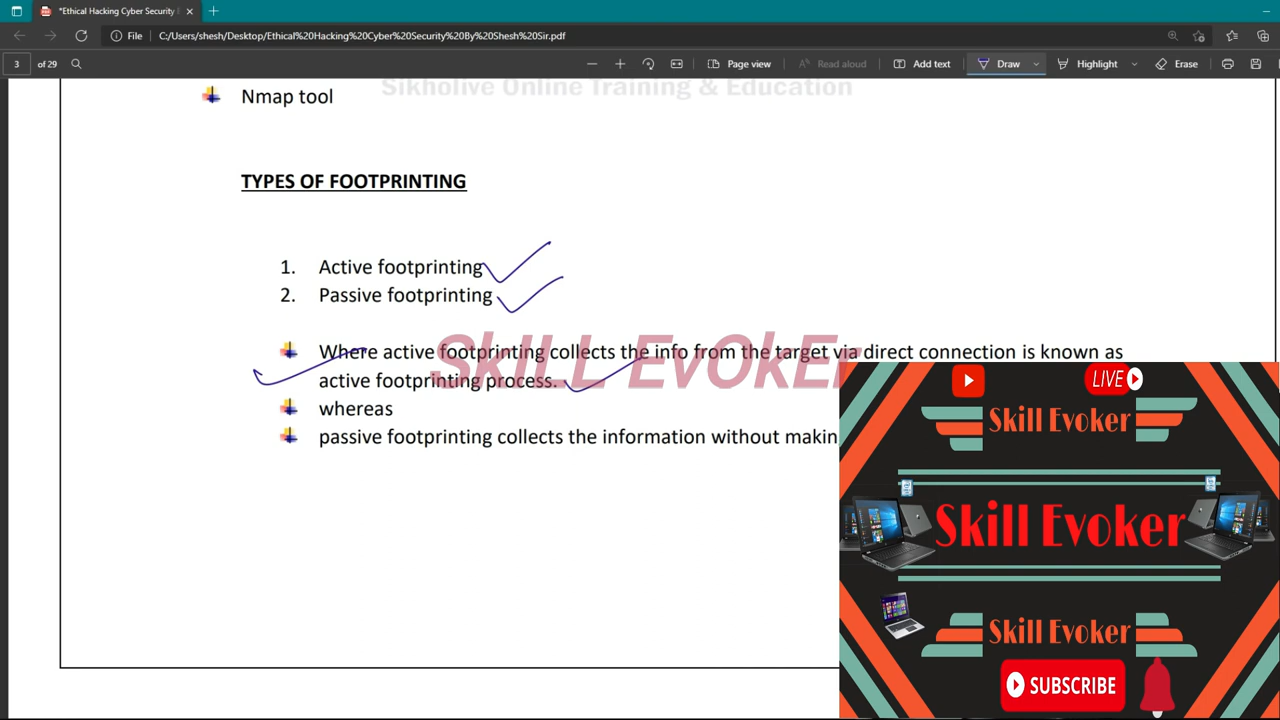 *Ethical Hacking Cyber Security
File
C:/Users/shesh/Desktop/Ethical%20Hacking%20Cyber%20Security%20By%20Shesh%20Sir.pdf
3 of 29
Page view
Read aloud
Add text
Draw
Highlight
Erase
Sikholive Online Training & Education
Nmap tool
TYPES OF FOOTPRINTING
1. Active footprinting
2. Passive footprinting
Where active footprinting collects the info from the target via direct connection is known as
active footprinting process.
SkILL EvOkEr
whereas
passive footprinting collects the information without makin
LIVE
Skill Evoker
Skill Evoker
Skill Evoker
SUBSCRIBE